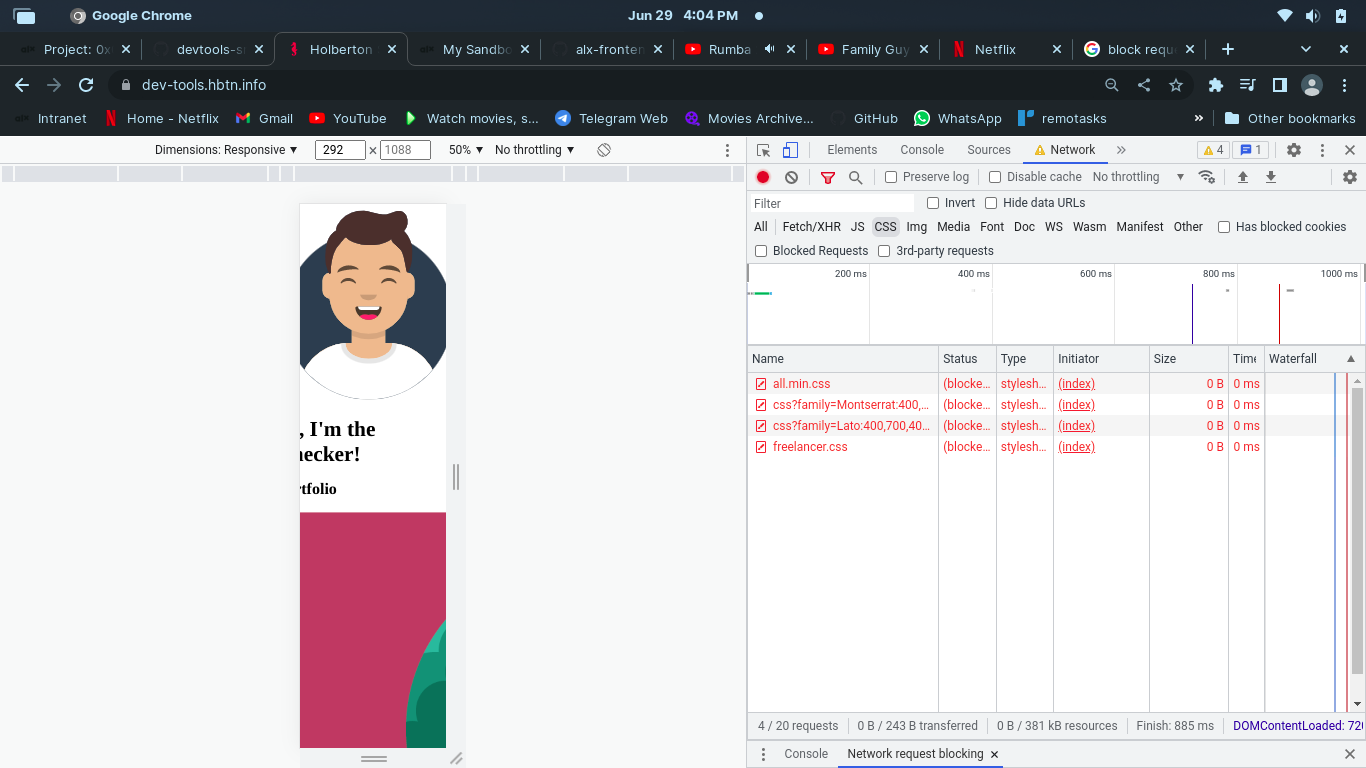 Google Chrome
Jun 29 4:04 PM
Project: 0x
devtools-s
Holberton
My Sandb
alx-fronten
Rumba
Family Guy
Netflix
block requ
dev-tools.hbtn.info
Intranet
Home - Netflix
Gmail
YouTube
Watch movies, s...
Telegram Web
Movies Archive...
GitHub
WhatsApp
remotasks
»
Other bookmarks
Dimensions: Responsive
292 × 1088
50%
No throttling
Elements
Console
Sources
Network
»
4
1
Preserve log
Disable cache
No throttling
Filter
Invert
Hide data URLs
All
Fetch/XHR
JS
CSS
Img
Media
Font
Doc
WS
Wasm
Manifest
Other
Has blocked cookies
Blocked Requests
3rd-party requests
200 ms
400 ms
600 ms
800 ms
1000 ms
Name Status Type Initiator Size Time Waterfall
all.min.css (blocke... stylesh... (index) 0 B 0 ms
css?family=Montserrat:400,... (blocke... stylesh... (index) 0 B 0 ms
css?family=Lato:400,700,40... (blocke... stylesh... (index) 0 B 0 ms
freelancer.css (blocke... stylesh... (index) 0 B 0 ms
, I'm the
ecker!
tfolio
4 / 20 requests
0 B / 243 B transferred
0 B / 381 kB resources
Finish: 885 ms
DOMContentLoaded: 720
Console
Network request blocking ×